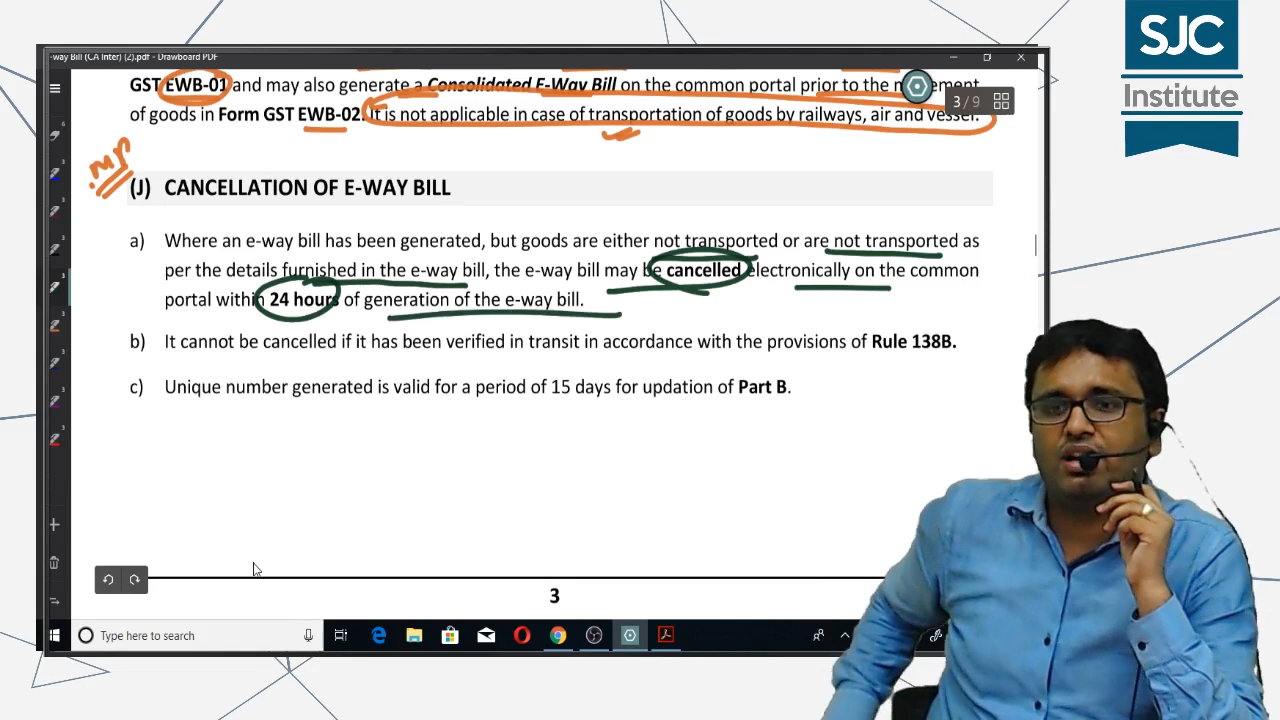 SJC
Institute
-way Bill (CA Inter) (2).pdf - Drawboard PDF
GST EWB-01 and may also generate a Consolidated E-Way Bill on the common portal prior to the movement
3 / 9
of goods in Form GST EWB-02. It is not applicable in case of transportation of goods by railways, air and vessel.
(J) CANCELLATION OF E-WAY BILL
a) Where an e-way bill has been generated, but goods are either not transported or are not transported as
per the details furnished in the e-way bill, the e-way bill may be cancelled electronically on the common
portal within 24 hours of generation of the e-way bill.
b) It cannot be cancelled if it has been verified in transit in accordance with the provisions of Rule 138B.
c) Unique number generated is valid for a period of 15 days for updation of Part B.
3
Type here to search